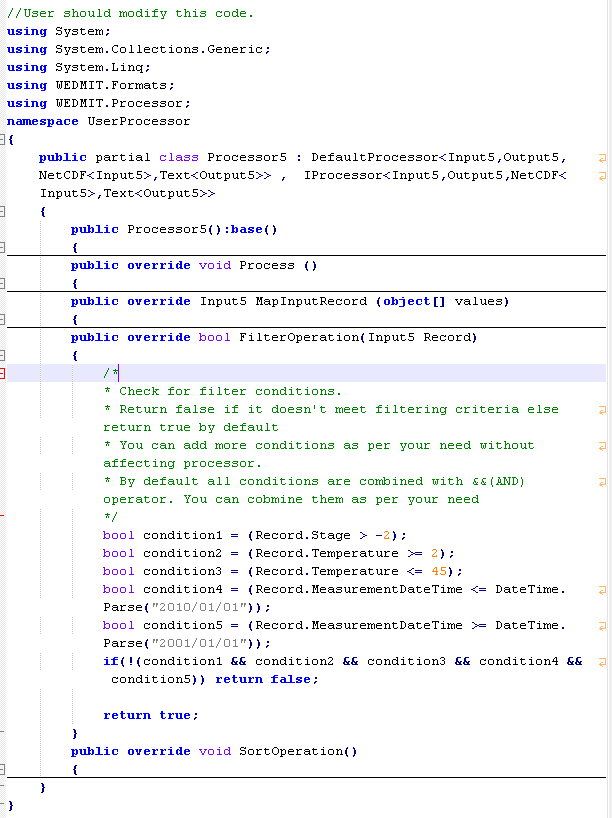 //User should modify this code.
using System;
using System.Collections.Generic;
using System.Linq;
using WEDMIT.Formats;
using WEDMIT.Processor;
namespace UserProcessor
{
public partial class Processor5 : DefaultProcessor<Input5,Output5,
NetCDF<Input5>,Text<Output5>> ,  IProcessor<Input5,Output5,NetCDF<
Input5>,Text<Output5>>
{
public Processor5():base()
{
public override void Process ()
{
public override Input5 MapInputRecord (object[] values)
{
public override bool FilterOperation(Input5 Record)
{
/*
* Check for filter conditions.
* Return false if it doesn't meet filtering criteria else
return true by default
* You can add more conditions as per your need without
affecting processor.
* By default all conditions are combined with &&(AND)
operator. You can cobmine them as per your need
*/
bool condition1 = (Record.Stage > -2);
bool condition2 = (Record.Temperature >= 2);
bool condition3 = (Record.Temperature <= 45);
bool condition4 = (Record.MeasurementDateTime <= DateTime.
Parse("2010/01/01"));
bool condition5 = (Record.MeasurementDateTime >= DateTime.
Parse("2001/01/01"));
if(!(condition1 && condition2 && condition3 && condition4 &&
condition5)) return false;
return true;
}
public override void SortOperation()
{
}
}